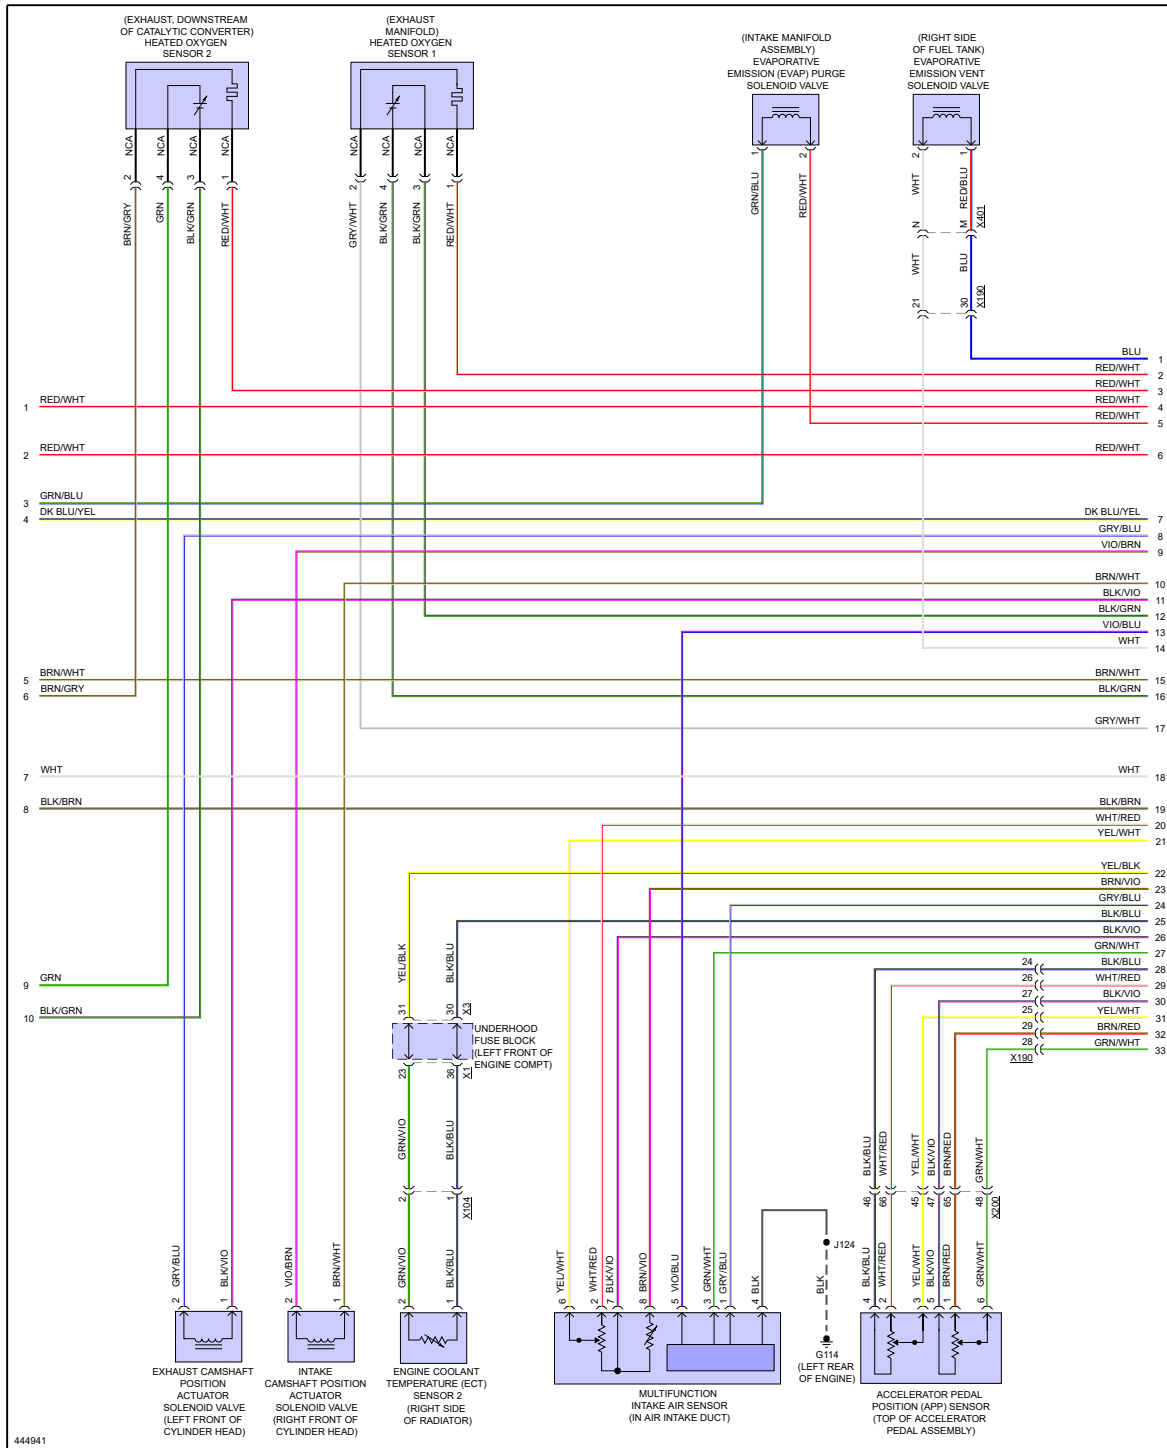 (EXHAUST, DOWNSTREAM
OF CATALYTIC CONVERTER)
HEATED OXYGEN
SENSOR 2
(EXHAUST
MANIFOLD)
HEATED OXYGEN
SENSOR 1
(INTAKE MANIFOLD
ASSEMBLY)
EVAPORATIVE
EMISSION (EVAP) PURGE
SOLENOID VALVE
(RIGHT SIDE
OF FUEL TANK)
EVAPORATIVE
EMISSION VENT
SOLENOID VALVE
NCA
NCA
NCA
NCA
NCA
NCA
NCA
NCA
2
4
3
1
2
4
3
1
1
2
2
1
BRN/GRY
GRN
BLK/GRN
RED/WHT
GRY/WHT
BLK/GRN
BLK/GRN
RED/WHT
GRN/BLU
RED/WHT
WHT
RED/BLU
N
M
X401
WHT
BLU
21
30
X190
BLU 1
RED/WHT 2
RED/WHT 3
1 RED/WHT
RED/WHT 4
RED/WHT 5
2 RED/WHT
RED/WHT 6
3 GRN/BLU
4 DK BLU/YEL
DK BLU/YEL 7
GRY/BLU 8
VIO/BRN 9
BRN/WHT 10
BLK/VIO 11
BLK/GRN 12
VIO/BLU 13
WHT 14
5 BRN/WHT
BRN/WHT 15
6 BRN/GRY
BLK/GRN 16
GRY/WHT 17
7 WHT
WHT 18
8 BLK/BRN
BLK/BRN 19
WHT/RED 20
YEL/WHT 21
YEL/BLK 22
BRN/VIO 23
GRY/BLU 24
BLK/BLU 25
BLK/VIO 26
GRN/WHT 27
24 BLK/BLU 28
9 GRN
26 WHT/RED 29
27 BLK/VIO 30
10 BLK/GRN
25 YEL/WHT 31
29 BRN/RED 32
28 GRN/WHT 33
X190
YEL/BLK
BLK/BLU
31
30
X3
UNDERHOOD
FUSE BLOCK
(LEFT FRONT OF
ENGINE COMPT)
23
36
X1
GRN/VIO
BLK/BLU
2
1
X104
GRN/VIO
BLK/BLU
BLK/BLU
WHT/RED
YEL/WHT
BLK/VIO
BRN/RED
GRN/WHT
46
66
45
47
65
48
X200
J124
BLK
G114
(LEFT REAR
OF ENGINE)
GRY/BLU
BLK/VIO
VIO/BRN
BRN/WHT
YEL/WHT
WHT/RED
BLK/VIO
BRN/VIO
VIO/BLU
GRN/WHT
GRY/BLU
BLK
BLK/BLU
WHT/RED
YEL/WHT
BLK/VIO
BRN/RED
GRN/WHT
2
1
2
1
2
1
6
2
7
8
5
3
1
4
4
2
3
5
1
6
EXHAUST CAMSHAFT
POSITION
ACTUATOR
SOLENOID VALVE
(LEFT FRONT OF
CYLINDER HEAD)
INTAKE
CAMSHAFT POSITION
ACTUATOR
SOLENOID VALVE
(RIGHT FRONT OF
CYLINDER HEAD)
ENGINE COOLANT
TEMPERATURE (ECT)
SENSOR 2
(RIGHT SIDE
OF RADIATOR)
MULTIFUNCTION
INTAKE AIR SENSOR
(IN AIR INTAKE DUCT)
ACCELERATOR PEDAL
POSITION (APP) SENSOR
(TOP OF ACCELERATOR
PEDAL ASSEMBLY)
444941